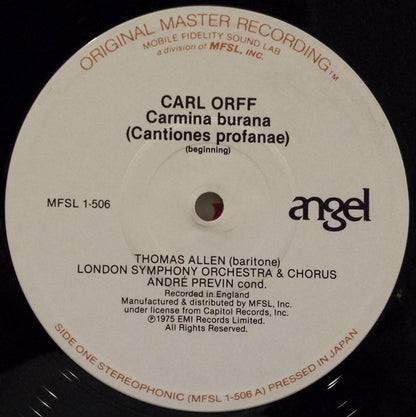 ORIGINAL MASTER RECORDING™
MOBILE FIDELITY SOUND LAB
a division of MFSL, INC.
CARL ORFF
Carmina burana
(Cantiones profanae)
(beginning)
MFSL 1-506
angel
THOMAS ALLEN (baritone)
LONDON SYMPHONY ORCHESTRA & CHORUS
ANDRÉ PREVIN cond.
Recorded in England
Manufactured & distributed by MFSL, Inc.
under license from Capitol Records, Inc.
℗1975 EMI Records Limited.
All Rights Reserved.
SIDE ONE STEREOPHONIC (MFSL 1-506 A) PRESSED IN JAPAN